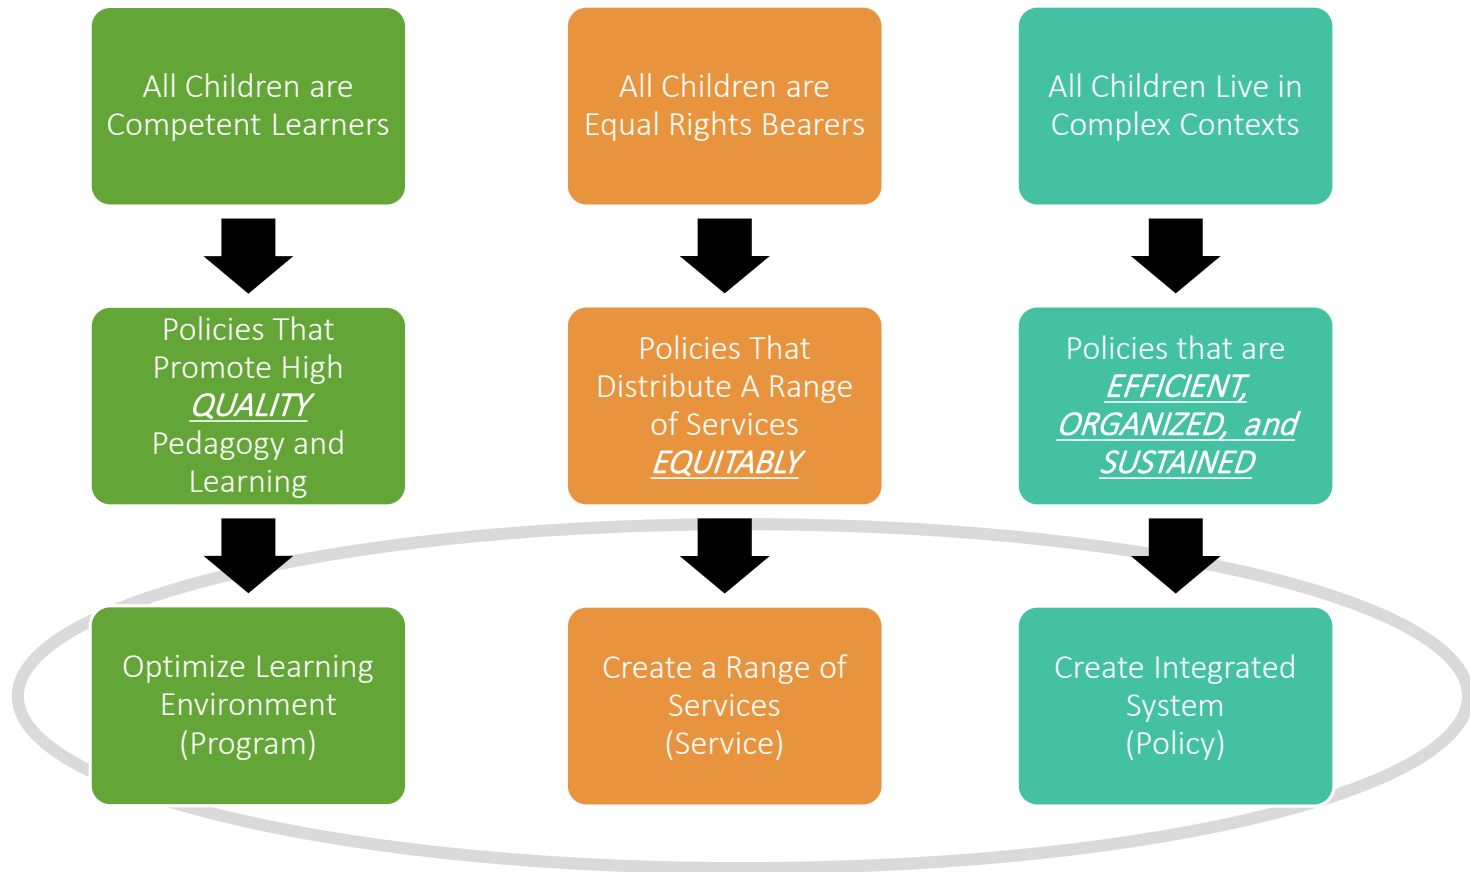 All Children are
Competent Learners
All Children are
Equal Rights Bearers
All Children Live in
Complex Contexts
Policies That
Promote High
QUALITY
Pedagogy and
Learning
Policies That
Distribute A Range
of Services
EQUITABLY
Policies that are
EFFICIENT,
ORGANIZED, and
SUSTAINED
Optimize Learning
Environment
(Program)
Create a Range of
Services
(Service)
Create Integrated
System
(Policy)